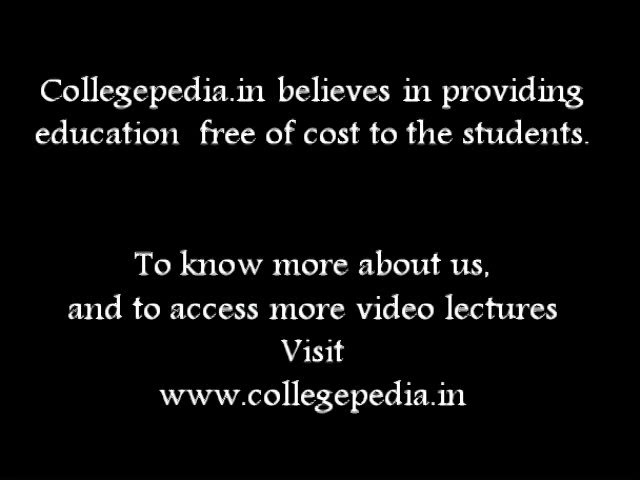 Collegepedia.in believes in providing
education free of cost to the students.
To know more about us,
and to access more video lectures
Visit
www.collegepedia.in